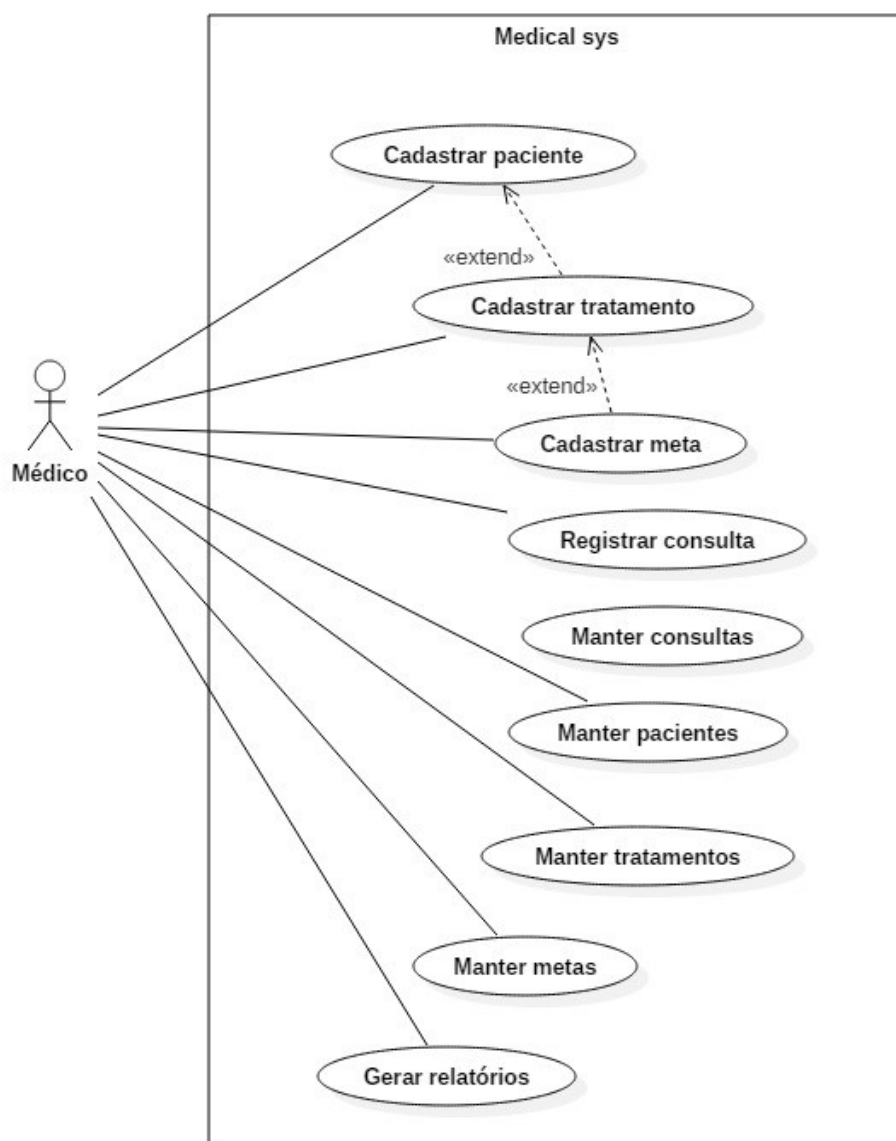 Medical sys
Cadastrar paciente
«extend»
Cadastrar tratamento
«extend»
Cadastrar meta
Médico
Registrar consulta
Manter consultas
Manter pacientes
Manter tratamentos
Manter metas
Gerar relatórios